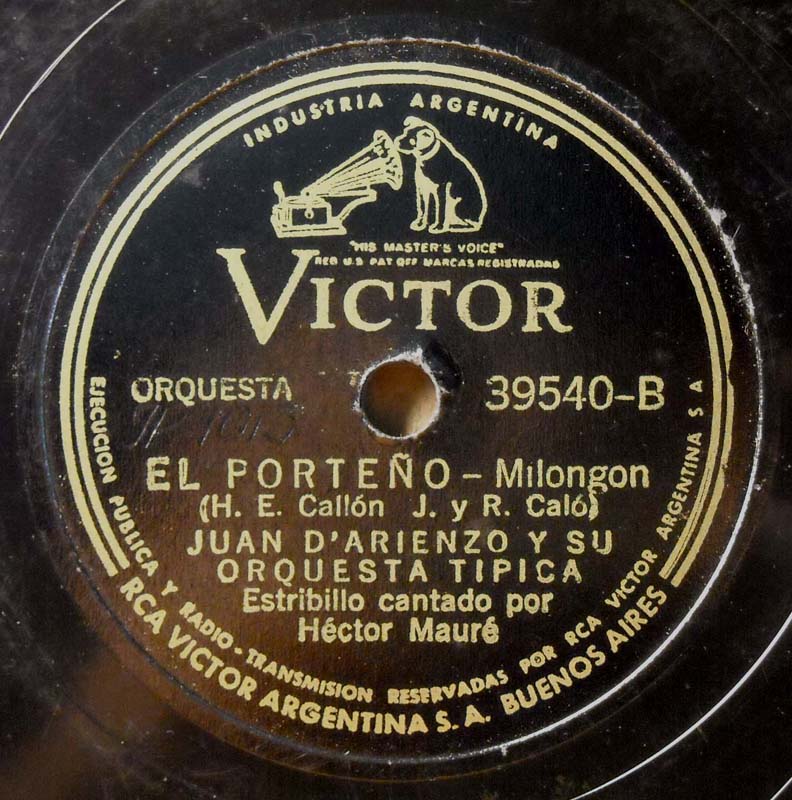 INDUSTRIA ARGENTINA
"HIS MASTER'S VOICE"
REG U.S PAT OFF MARCAS REGISTRADAS
VICTOR
ORQUESTA
39540-B
EL PORTEÑO - Milongon
(H. E. Callón J. y R. Caló)
JUAN D'ARIENZO Y SU
ORQUESTA TIPICA
Estribillo cantado por
Héctor Mauré
EJECUCION PUBLICA Y RADIO-TRANSMISION RESERVADAS POR RCA VICTOR ARGENTINA S A
RCA VICTOR ARGENTINA S. A. BUENOS AIRES